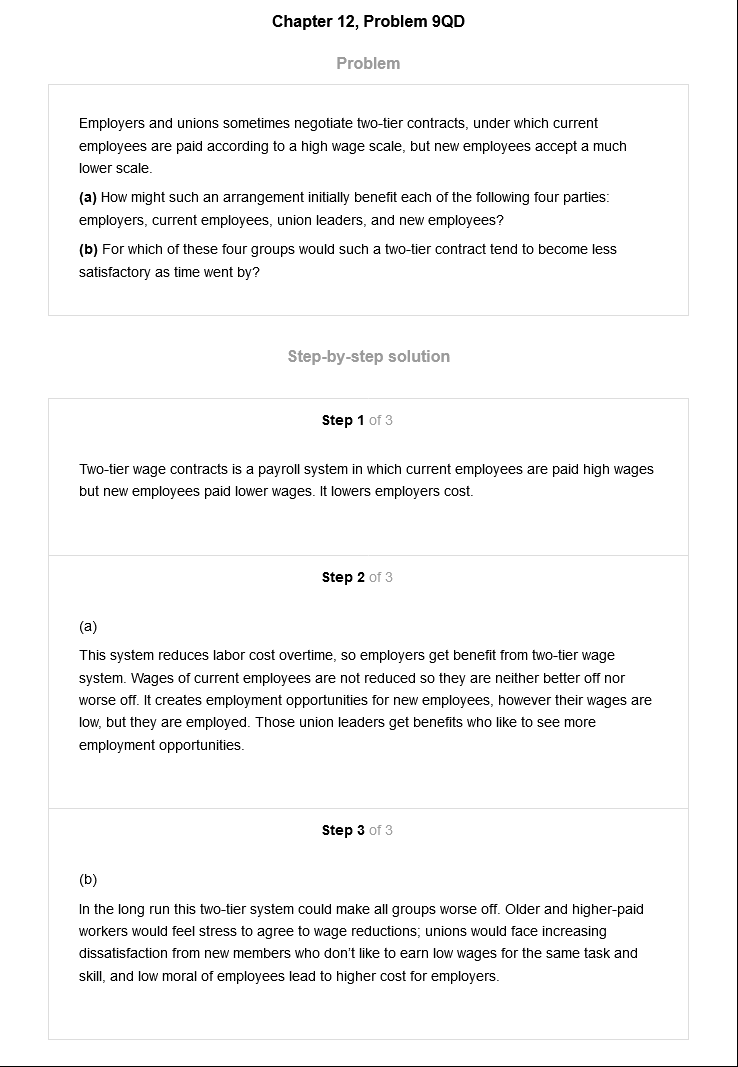 Chapter 12, Problem 9QD
Problem
Employers and unions sometimes negotiate two-tier contracts, under which current
employees are paid according to a high wage scale, but new employees accept a much
lower scale.
(a) How might such an arrangement initially benefit each of the following four parties:
employers, current employees, union leaders, and new employees?
(b) For which of these four groups would such a two-tier contract tend to become less
satisfactory as time went by?
Step-by-step solution
Step 1 of 3
Two-tier wage contracts is a payroll system in which current employees are paid high wages
but new employees paid lower wages. It lowers employers cost.
Step 2 of 3
(a)
This system reduces labor cost overtime, so employers get benefit from two-tier wage
system. Wages of current employees are not reduced so they are neither better off nor
worse off. It creates employment opportunities for new employees, however their wages are
low, but they are employed. Those union leaders get benefits who like to see more
employment opportunities.
Step 3 of 3
(b)
In the long run this two-tier system could make all groups worse off. Older and higher-paid
workers would feel stress to agree to wage reductions; unions would face increasing
dissatisfaction from new members who don't like to earn low wages for the same task and
skill, and low moral of employees lead to higher cost for employers.